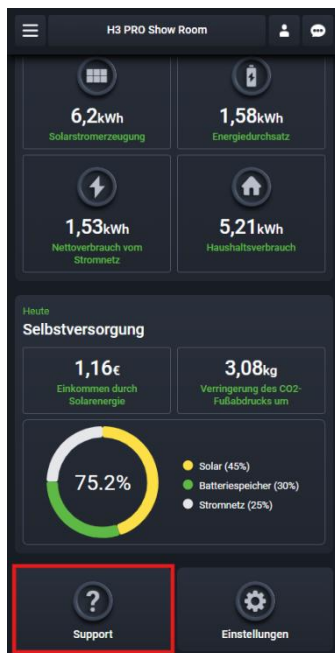 H3 PRO Show Room
6,2kWh
Solarstromerzeugung
1,58kWh
Energiedurchsatz
1,53kWh
Nettoverbrauch vom
Stromnetz
5,21kWh
Haushaltsverbrauch
Heute
Selbstversorgung
1,16€
Einkommen durch
Solarenergie
3,08kg
Verringerung des CO2-
Fußabdrucks um
75.2%
Solar (45%)
Batteriespeicher (30%)
Stromnetz (25%)
?
Support
Einstellungen